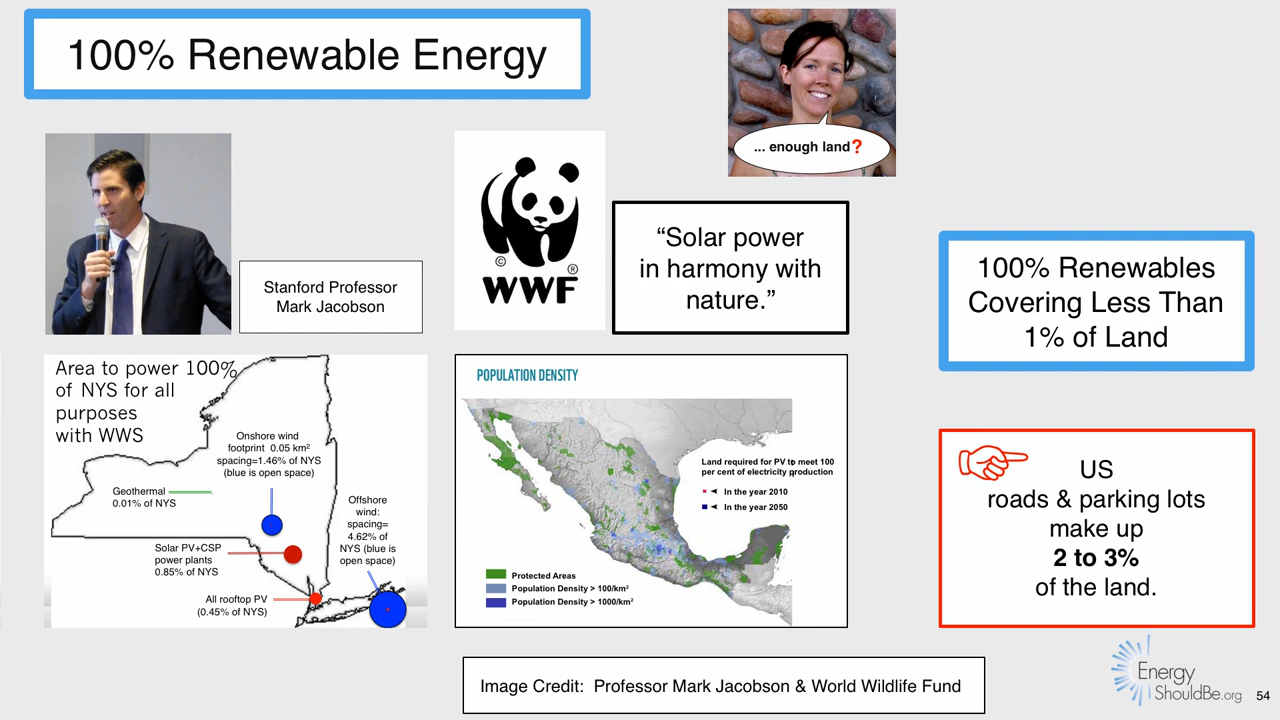 100% Renewable Energy
... enough land?
Stanford Professor
Mark Jacobson
©
®
WWF
“Solar power
in harmony with
nature.”
100% Renewables
Covering Less Than
1% of Land
Area to power 100%
of NYS for all
purposes
with WWS
Onshore wind
footprint 0.05 km²
spacing=1.46% of NYS
(blue is open space)
Geothermal
0.01% of NYS
Offshore
wind:
spacing=
4.62% of
NYS (blue is
open space)
Solar PV+CSP
power plants
0.85% of NYS
All rooftop PV
(0.45% of NYS)
POPULATION DENSITY
Land required for PV to meet 100
per cent of electricity production
In the year 2010
In the year 2050
Protected Areas
Population Density > 100/km²
Population Density > 1000/km²
US
roads & parking lots
make up
2 to 3%
of the land.
Image Credit: Professor Mark Jacobson & World Wildlife Fund
Energy
ShouldBe.org
54